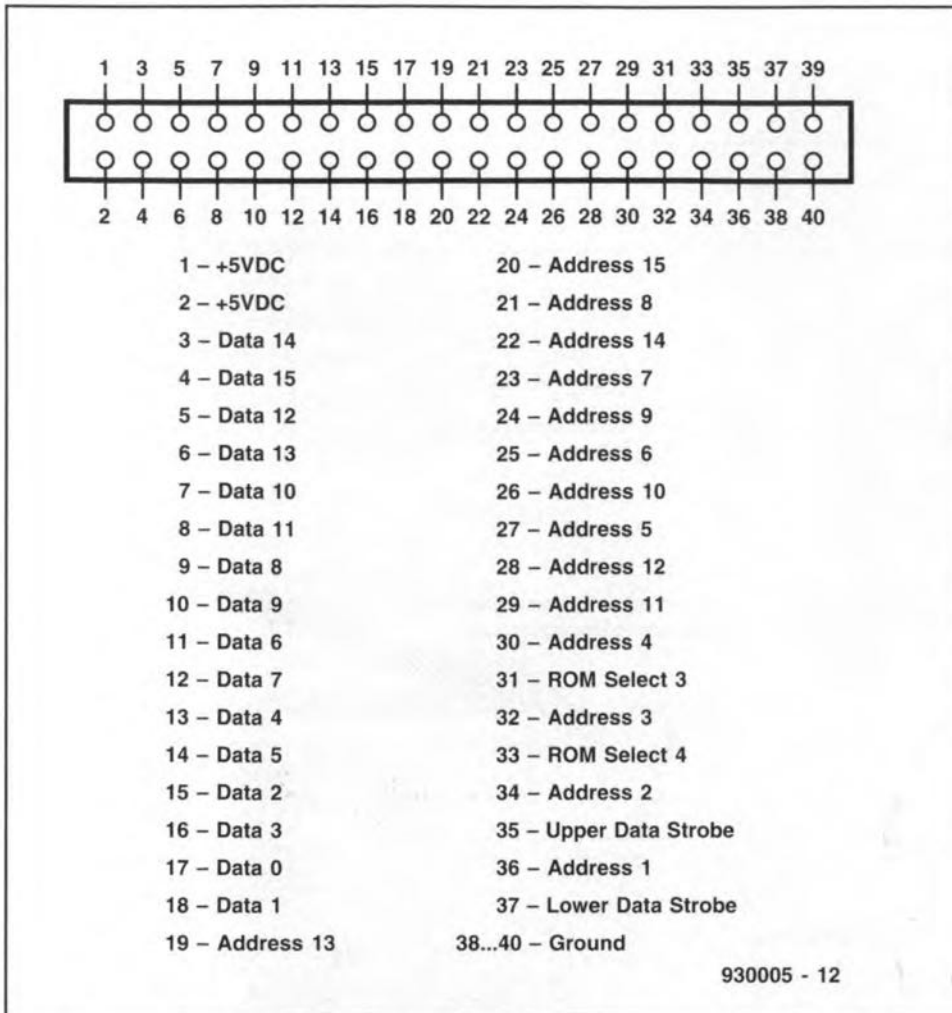 1 3 5 7 9 11 13 15 17 19 21 23 25 27 29 31 33 35 37 39
2 4 6 8 10 12 14 16 18 20 22 24 26 28 30 32 34 36 38 40
1 – +5VDC
2 – +5VDC
3 – Data 14
4 – Data 15
5 – Data 12
6 – Data 13
7 – Data 10
8 – Data 11
9 – Data 8
10 – Data 9
11 – Data 6
12 – Data 7
13 – Data 4
14 – Data 5
15 – Data 2
16 – Data 3
17 – Data 0
18 – Data 1
19 – Address 13
20 – Address 15
21 – Address 8
22 – Address 14
23 – Address 7
24 – Address 9
25 – Address 6
26 – Address 10
27 – Address 5
28 – Address 12
29 – Address 11
30 – Address 4
31 – ROM Select 3
32 – Address 3
33 – ROM Select 4
34 – Address 2
35 – Upper Data Strobe
36 – Address 1
37 – Lower Data Strobe
38...40 – Ground
930005 - 12